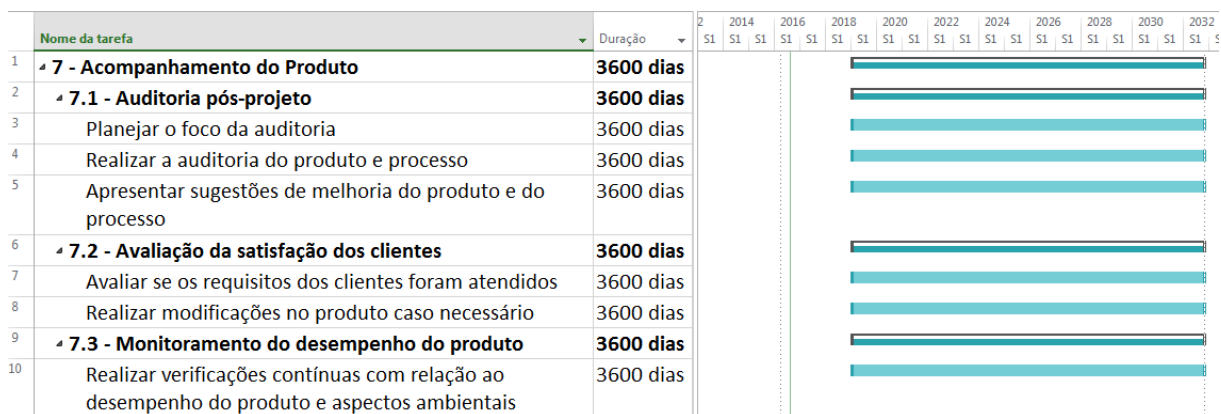 2 2014 2016 2018 2020 2022 2024 2026 2028 2030 2032
Nome da tarefa Duração S1 S1 S1 S1 S1 S1 S1 S1 S1 S1 S1 S1 S1 S1 S1 S1 S1 S1 S1 S1 S
1 7 - Acompanhamento do Produto 3600 dias
2 7.1 - Auditoria pós-projeto 3600 dias
3 Planejar o foco da auditoria 3600 dias
4 Realizar a auditoria do produto e processo 3600 dias
5 Apresentar sugestões de melhoria do produto e do 3600 dias
processo
6 7.2 - Avaliação da satisfação dos clientes 3600 dias
7 Avaliar se os requisitos dos clientes foram atendidos 3600 dias
8 Realizar modificações no produto caso necessário 3600 dias
9 7.3 - Monitoramento do desempenho do produto 3600 dias
10 Realizar verificações contínuas com relação ao 3600 dias
desempenho do produto e aspectos ambientais